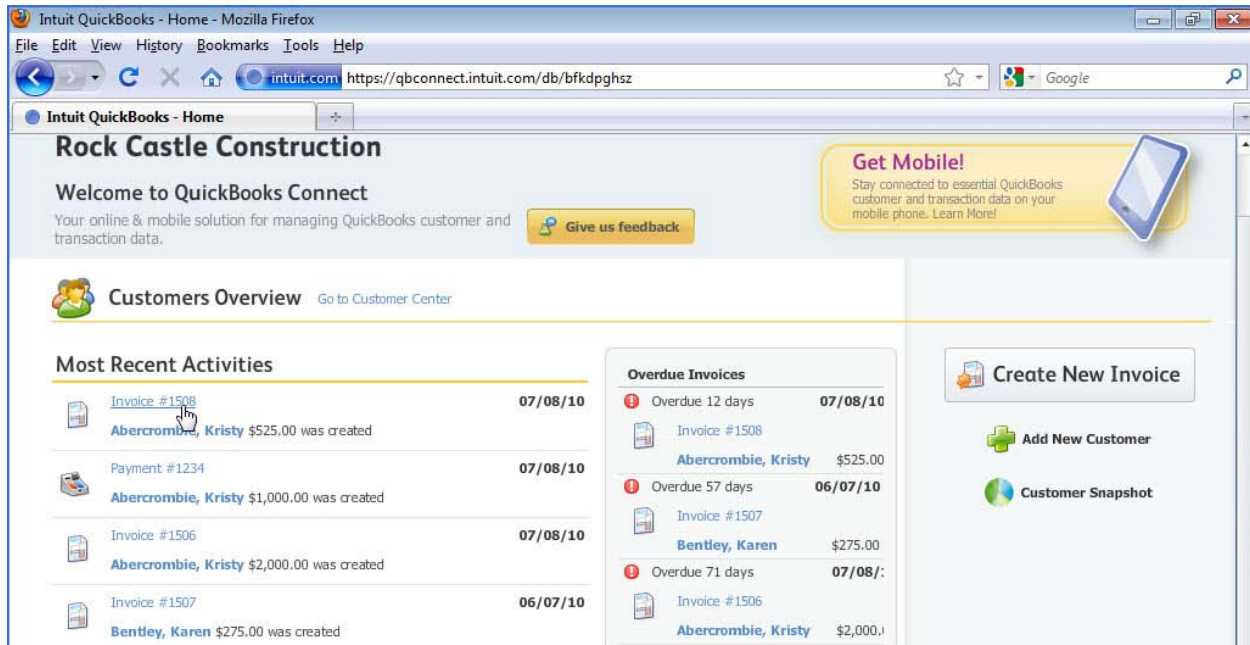 Intuit QuickBooks - Home - Mozilla Firefox
File Edit View History Bookmarks Tools Help
intuit.com https://qbconnect.intuit.com/db/bfkdpghsz
Google
Intuit QuickBooks - Home
Rock Castle Construction
Welcome to QuickBooks Connect
Your online & mobile solution for managing QuickBooks customer and
transaction data.
Give us feedback
Get Mobile!
Stay connected to essential QuickBooks
customer and transaction data on your
mobile phone. Learn More!
Customers Overview Go to Customer Center
Most Recent Activities
Invoice #1508 07/08/10
Abercrombie, Kristy $525.00 was created
Payment #1234 07/08/10
Abercrombie, Kristy $1,000.00 was created
Invoice #1506 07/08/10
Abercrombie, Kristy $2,000.00 was created
Invoice #1507 06/07/10
Bentley, Karen $275.00 was created
Overdue Invoices
Overdue 12 days 07/08/10
Invoice #1508
Abercrombie, Kristy $525.00
Overdue 57 days 06/07/10
Invoice #1507
Bentley, Karen $275.00
Overdue 71 days 07/08/
Invoice #1506
Abercrombie, Kristy $2,000.
Create New Invoice
Add New Customer
Customer Snapshot